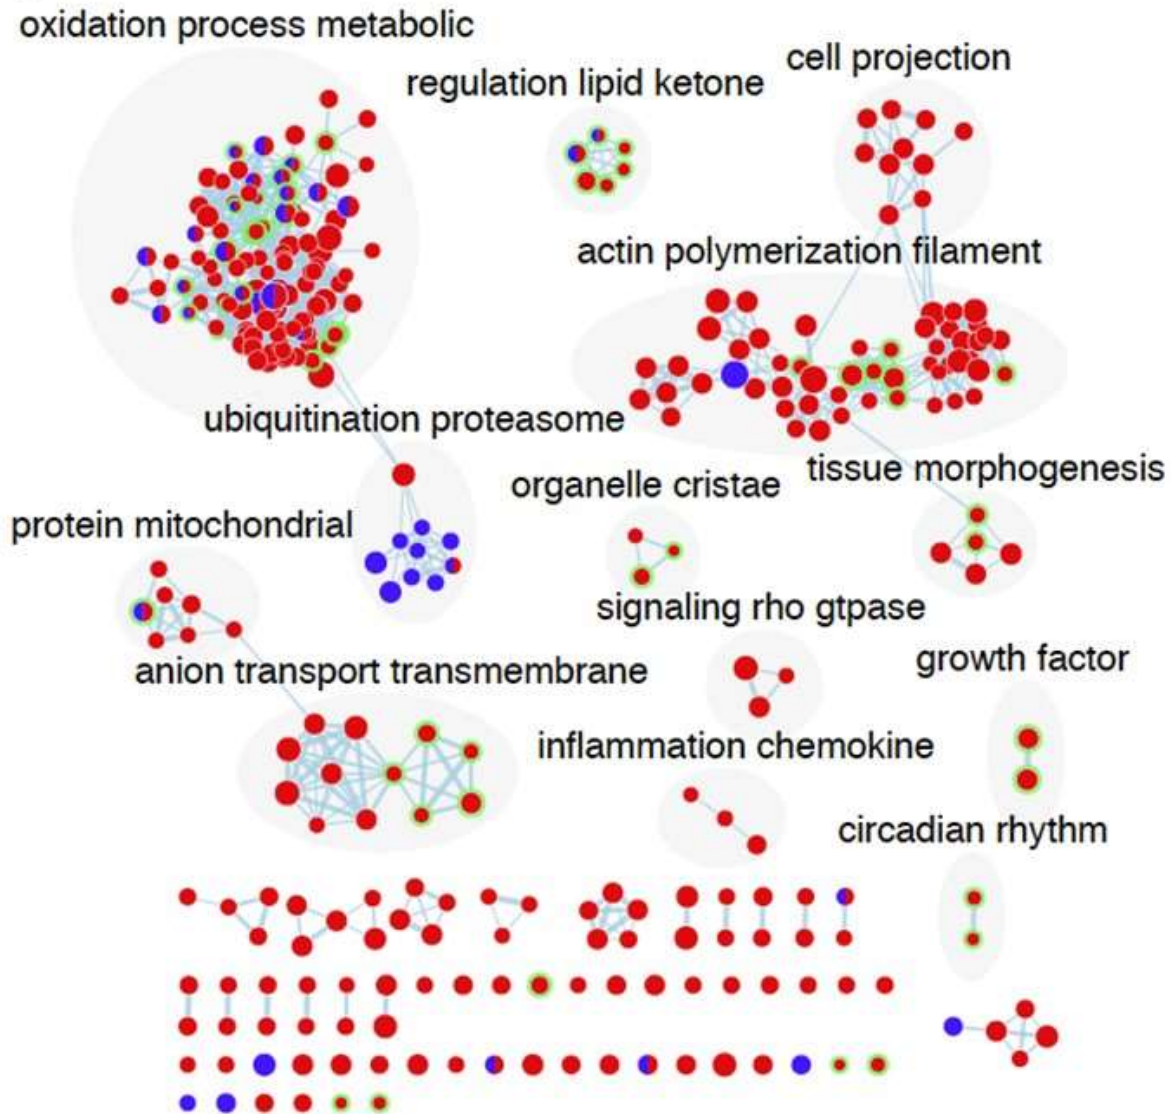 oxidation process metabolic
regulation lipid ketone
cell projection
actin polymerization filament
ubiquitination proteasome
organelle cristae
tissue morphogenesis
protein mitochondrial
signaling rho gtpase
anion transport transmembrane
growth factor
inflammation chemokine
circadian rhythm